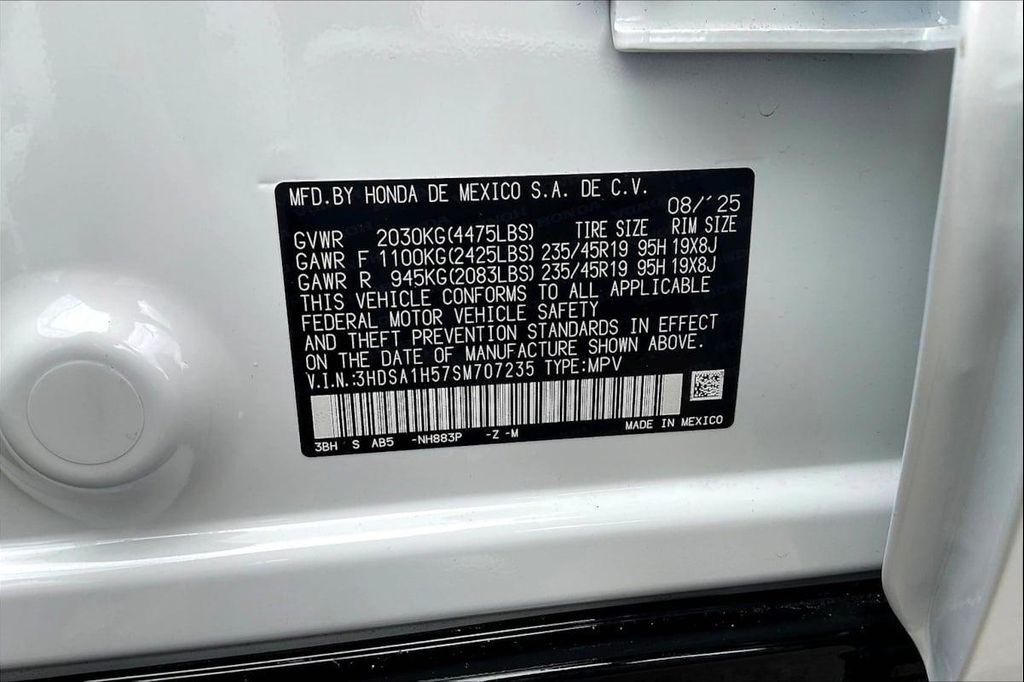 MFD.BY HONDA DE MEXICO S.A. DE C.V.
08/'25
GVWR 2030KG(4475LBS) TIRE SIZE RIM SIZE
GAWR F 1100KG(2425LBS) 235/45R19 95H 19X8J
GAWR R 945KG(2083LBS) 235/45R19 95H 19X8J
THIS VEHICLE CONFORMS TO ALL APPLICABLE
FEDERAL MOTOR VEHICLE SAFETY
AND THEFT PREVENTION STANDARDS IN EFFECT
ON THE DATE OF MANUFACTURE SHOWN ABOVE.
V.I.N.:3HDSA1H57SM707235 TYPE:MPV
3BH S AB5 -NH883P -Z -M MADE IN MEXICO